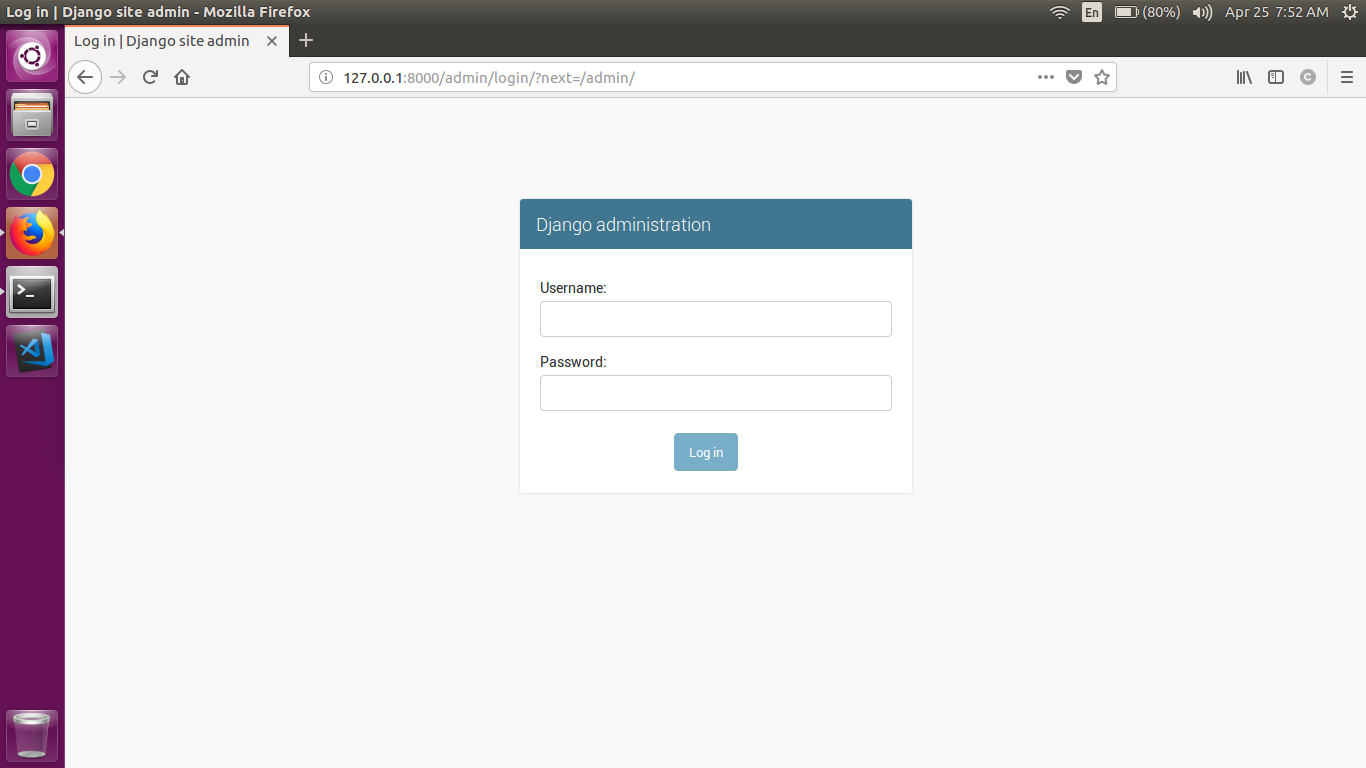 Log in | Django site admin - Mozilla Firefox
En
(80%)
Apr 25 7:52 AM
Log in | Django site admin
127.0.0.1:8000/admin/login/?next=/admin/
C
Django administration
Username:
Password:
Log in